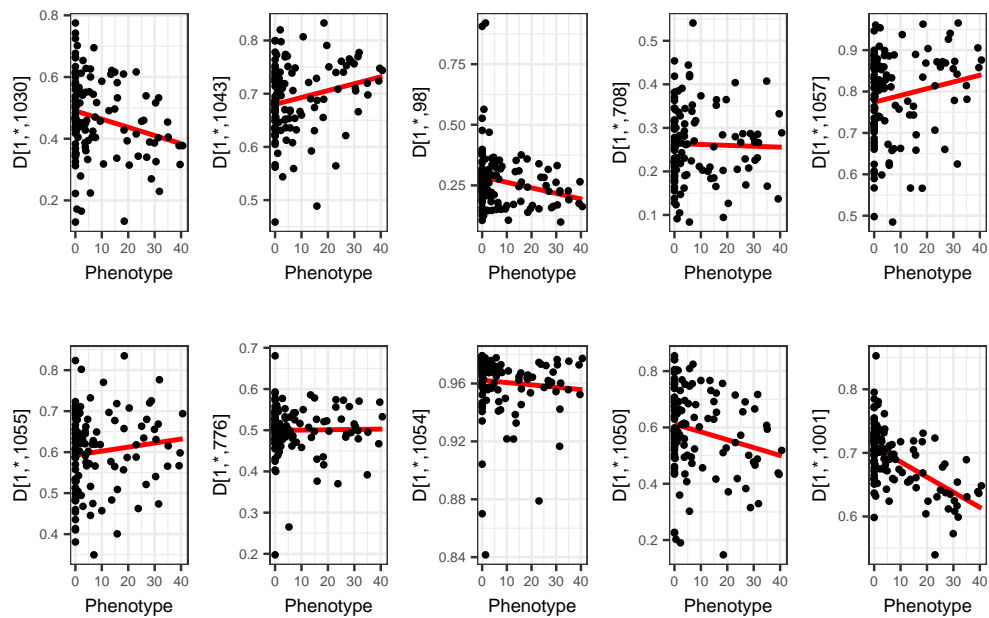 D[1,*,1030]
0.8
0.6
0.4
0.2
0 10 20 30 40
Phenotype
D[1,*,1043]
0.8
0.7
0.6
0.5
0 10 20 30 40
Phenotype
D[1,*,98]
0.75
0.50
0.25
0 10 20 30 40
Phenotype
D[1,*,708]
0.5
0.4
0.3
0.2
0.1
0 10 20 30 40
Phenotype
D[1,*,1057]
0.9
0.8
0.7
0.6
0.5
0 10 20 30 40
Phenotype
D[1,*,1055]
0.8
0.7
0.6
0.5
0.4
0 10 20 30 40
Phenotype
D[1,*,776]
0.7
0.6
0.5
0.4
0.3
0.2
0 10 20 30 40
Phenotype
D[1,*,1054]
0.96
0.92
0.88
0.84
0 10 20 30 40
Phenotype
D[1,*,1050]
0.8
0.6
0.4
0.2
0 10 20 30 40
Phenotype
D[1,*,1001]
0.8
0.7
0.6
0 10 20 30 40
Phenotype